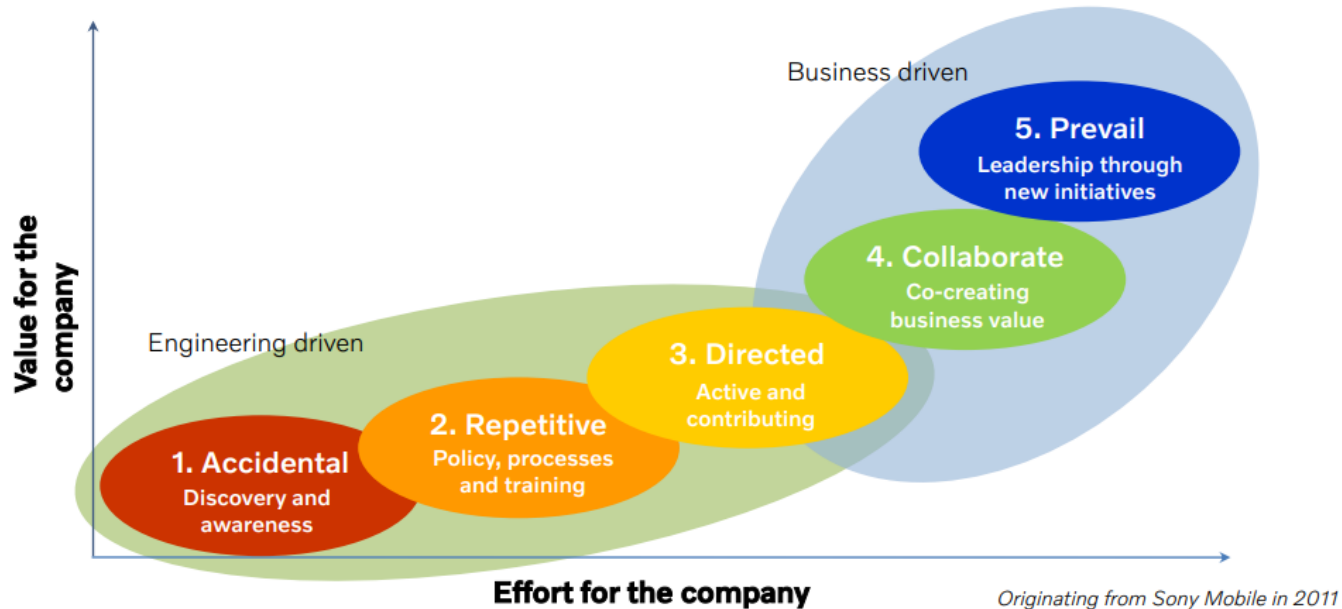 Business driven
5. Prevail
Leadership through
new initiatives
4. Collaborate
Co-creating
business value
Engineering driven
3. Directed
Active and
contributing
2. Repetitive
Policy, processes
and training
1. Accidental
Discovery and
awareness
Value for the
company
Effort for the company
Originating from Sony Mobile in 2011